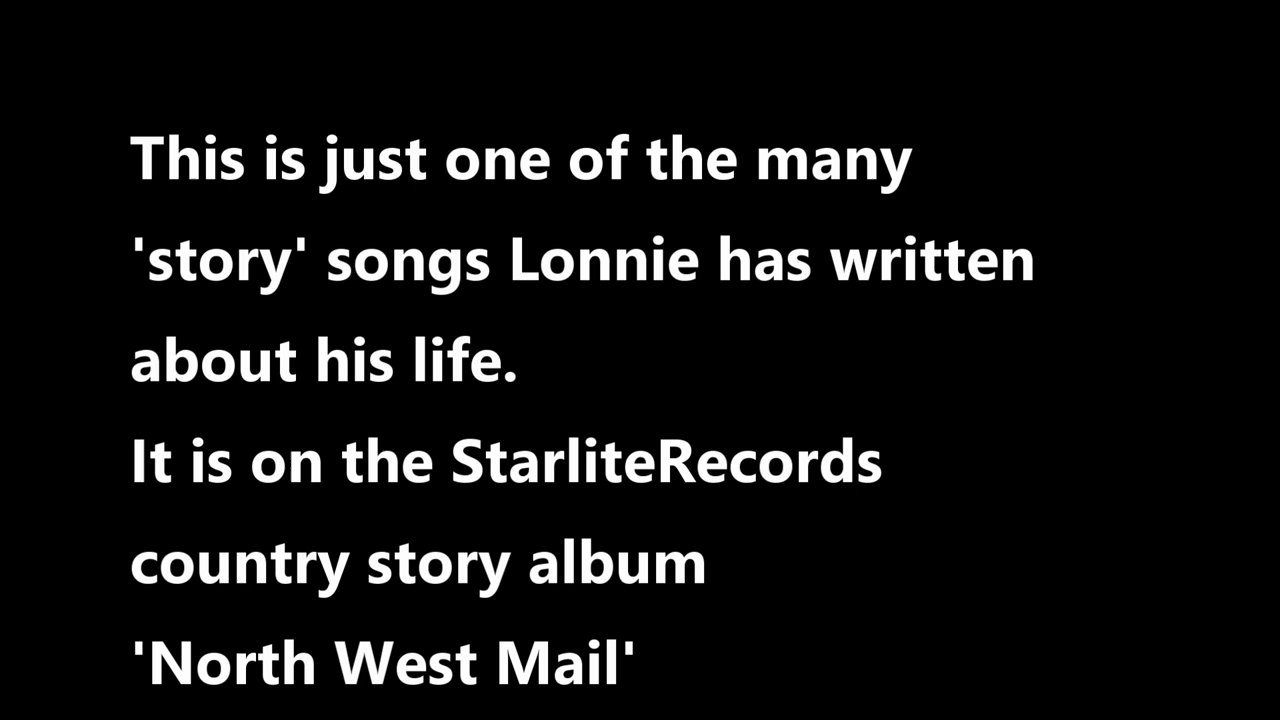 This is just one of the many
'story' songs Lonnie has written
about his life.
It is on the StarliteRecords
country story album
'North West Mail'